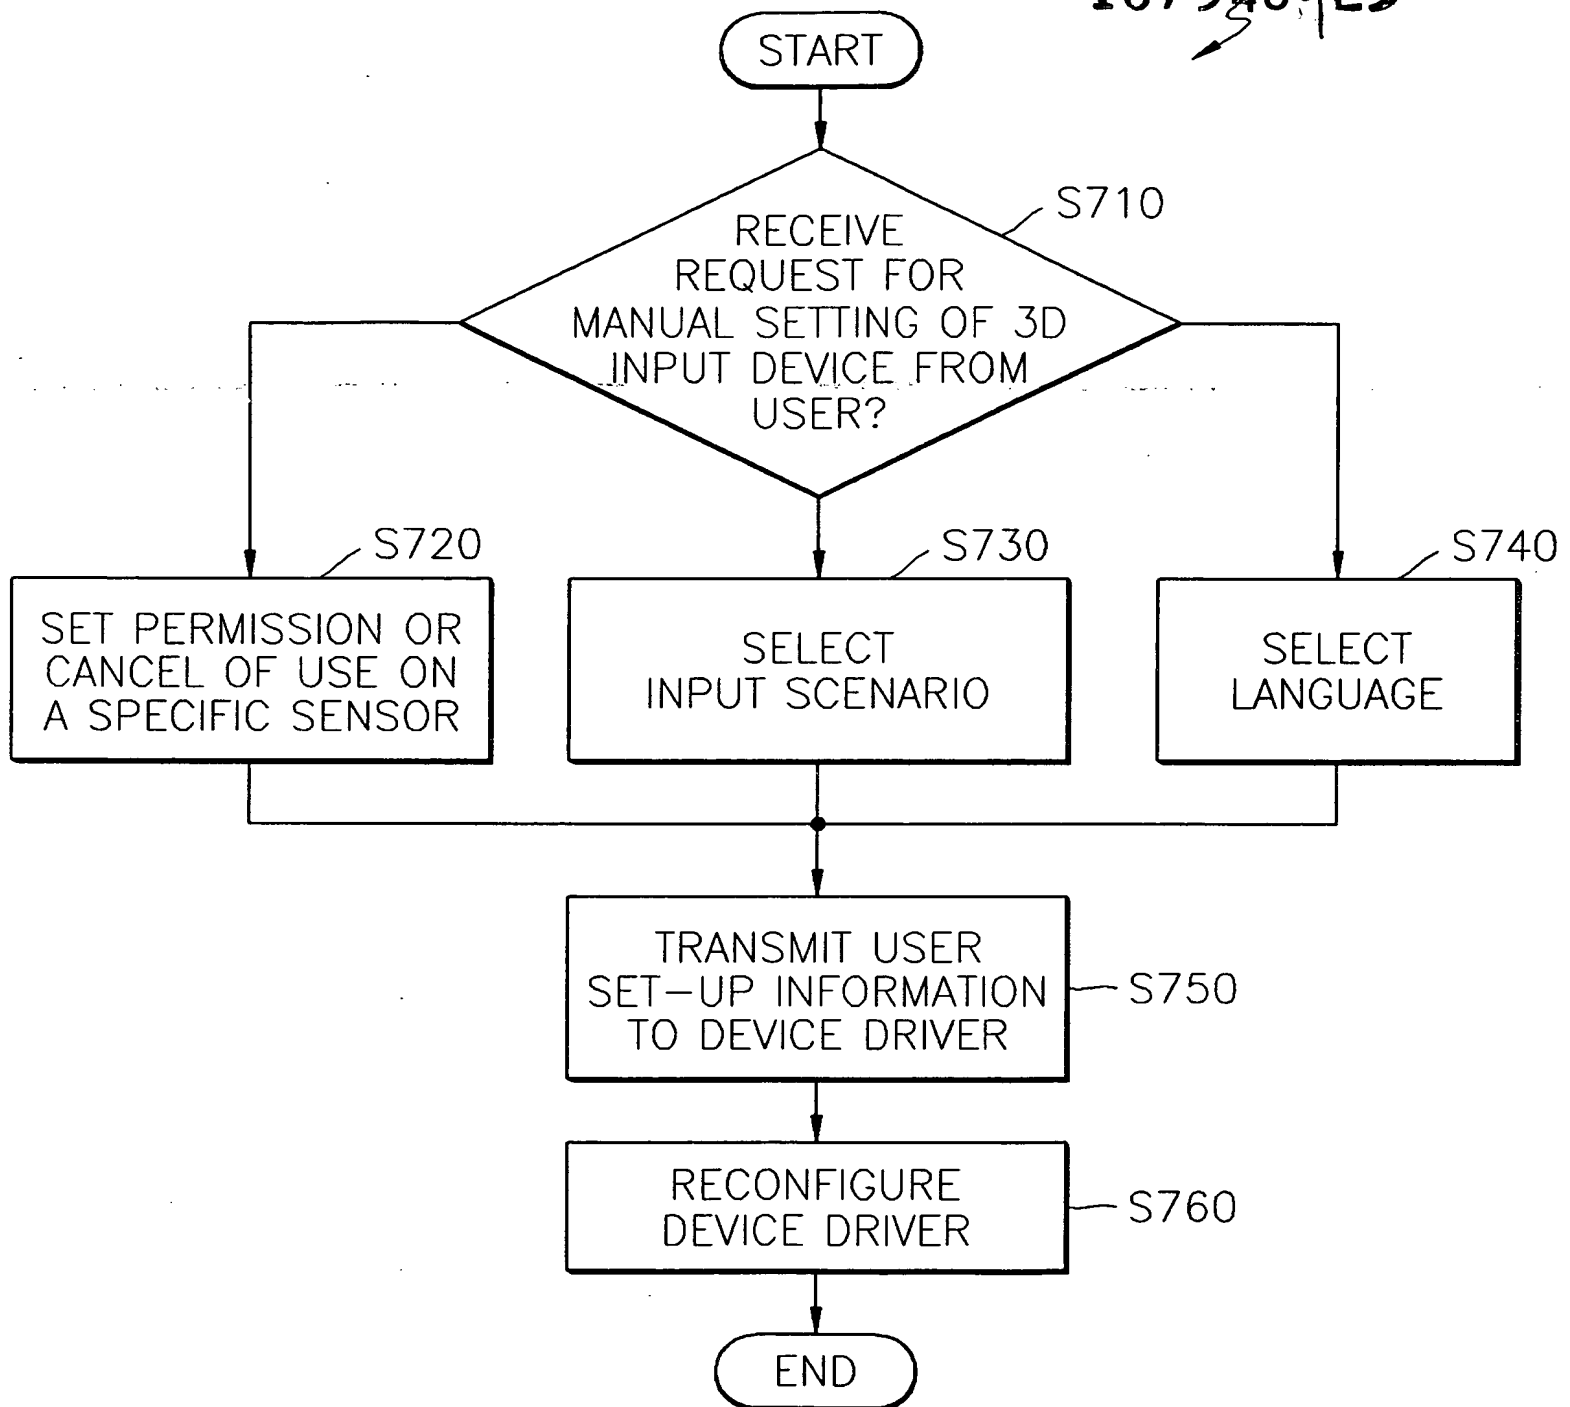 START
S710
RECEIVE
REQUEST FOR
MANUAL SETTING OF 3D
INPUT DEVICE FROM
USER?
S720
SET PERMISSION OR
CANCEL OF USE ON
A SPECIFIC SENSOR
S730
SELECT
INPUT SCENARIO
S740
SELECT
LANGUAGE
TRANSMIT USER
SET-UP INFORMATION
TO DEVICE DRIVER
S750
RECONFIGURE
DEVICE DRIVER
S760
END